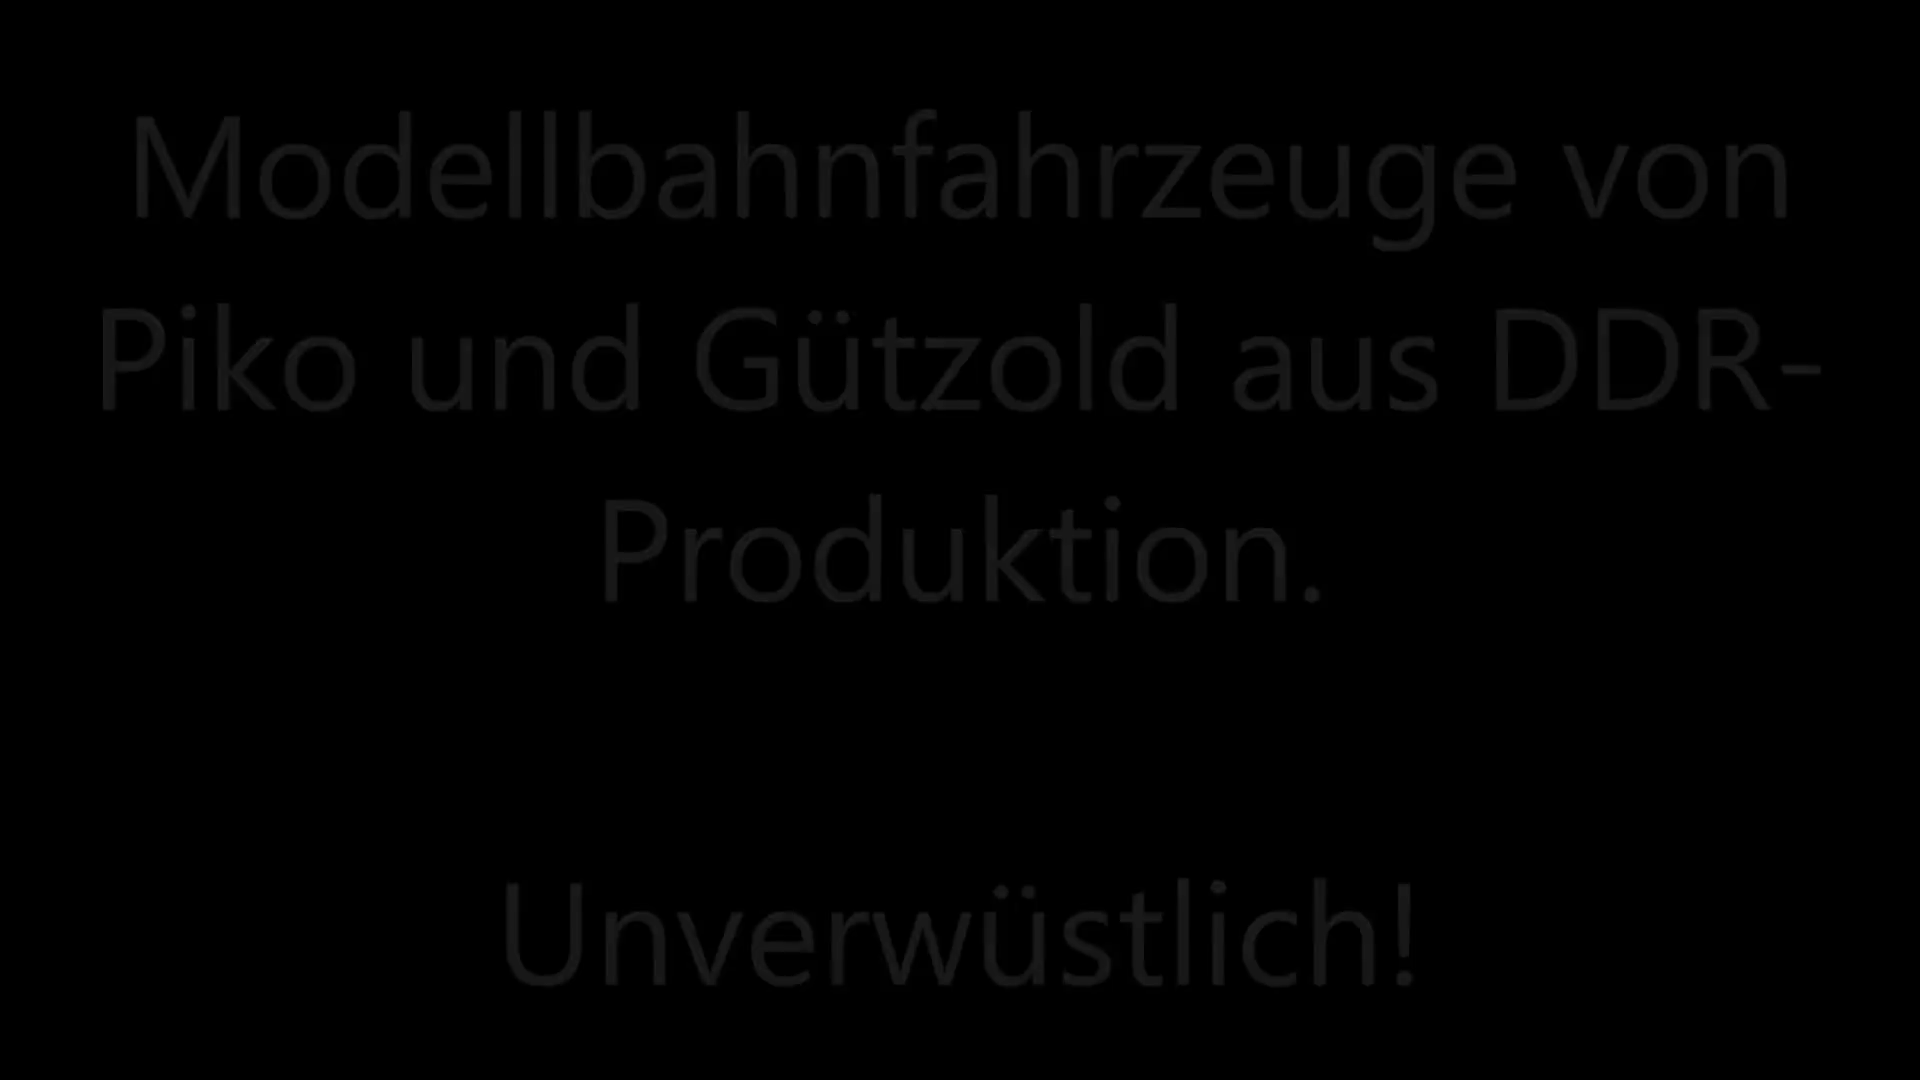 Modellbahnfahrzeuge von
Piko und Gützold aus DDR-
Produktion.
Unverwüstlich!